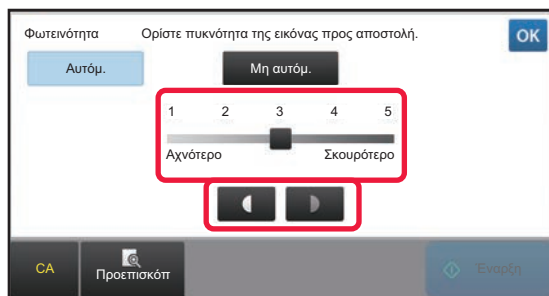 Φωτεινότητα Ορίστε πυκνότητα της εικόνας προς αποστολή. OK
Αυτόμ. Μη αυτόμ.
1 2 3 4 5
Αχνότερο Σκουρότερο
CA Προεπισκόπ Έναρξη